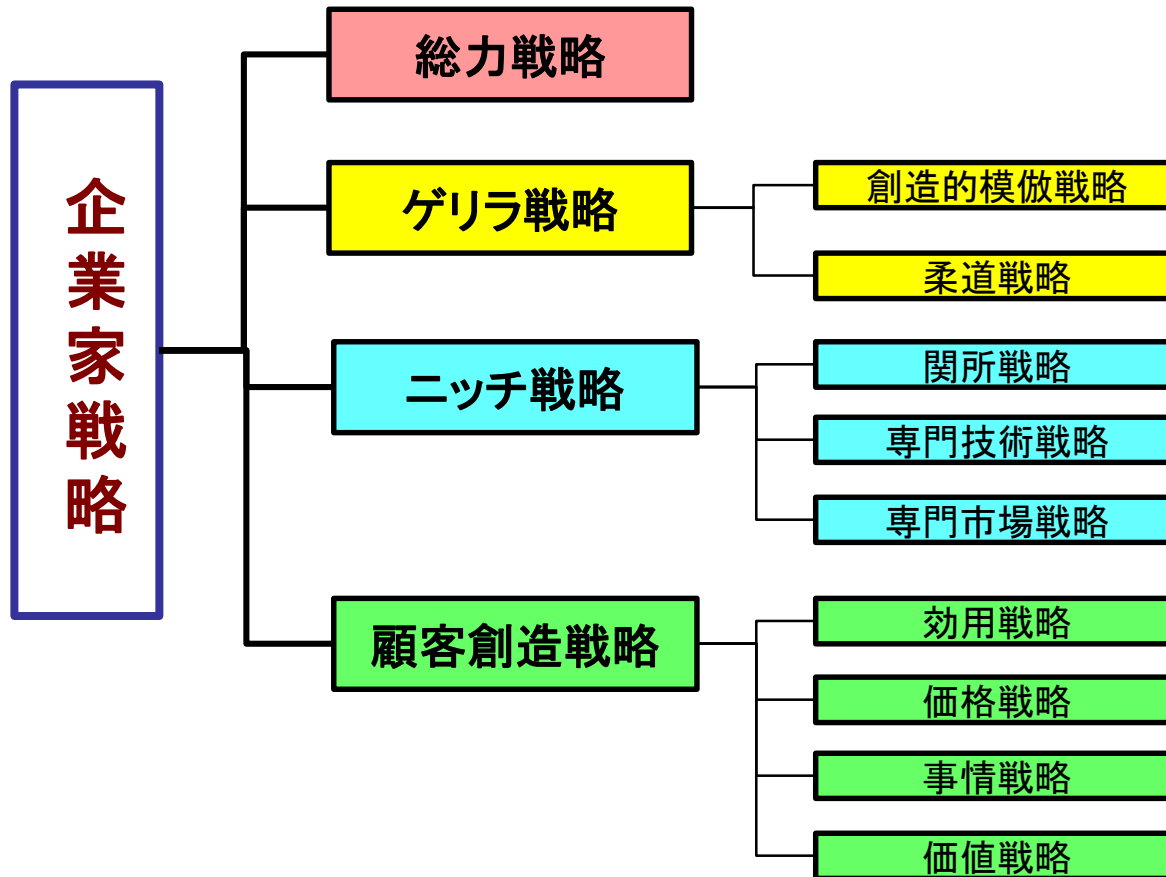 企業家戦略
総力戦略
ゲリラ戦略
創造的模倣戦略
柔道戦略
ニッチ戦略
関所戦略
専門技術戦略
専門市場戦略
顧客創造戦略
効用戦略
価格戦略
事情戦略
価値戦略